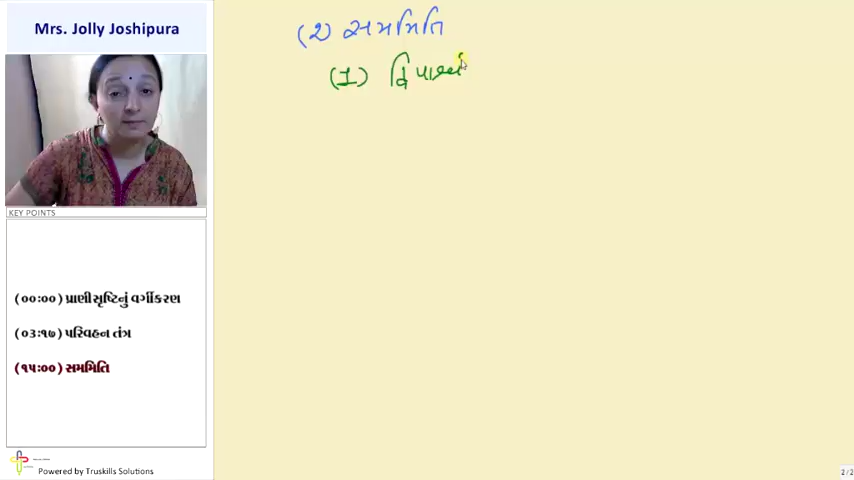 Mrs. Jolly Joshipura
(૨) સમમિતિ
(1) દ્વિપાર્શ્વ
KEY POINTS
(૦૦:૦૦) પ્રાણીસૃષ્ટિનું વર્ગીકરણ
(૦૩:૧૭) પરિવહન તંત્ર
(૧૫:૦૦) સમમિતિ
Powered by Truskills Solutions
2/2